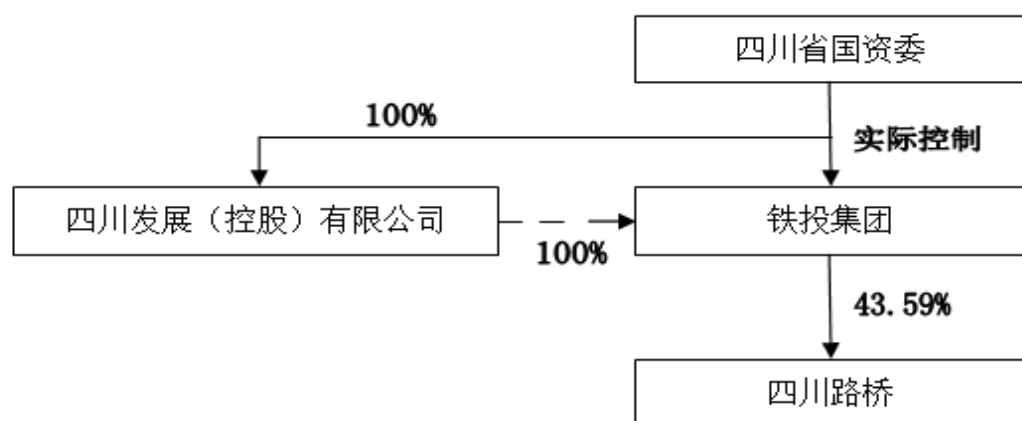 四川省国资委
100%
实际控制
四川发展（控股）有限公司
铁投集团
100%
43.59%
四川路桥